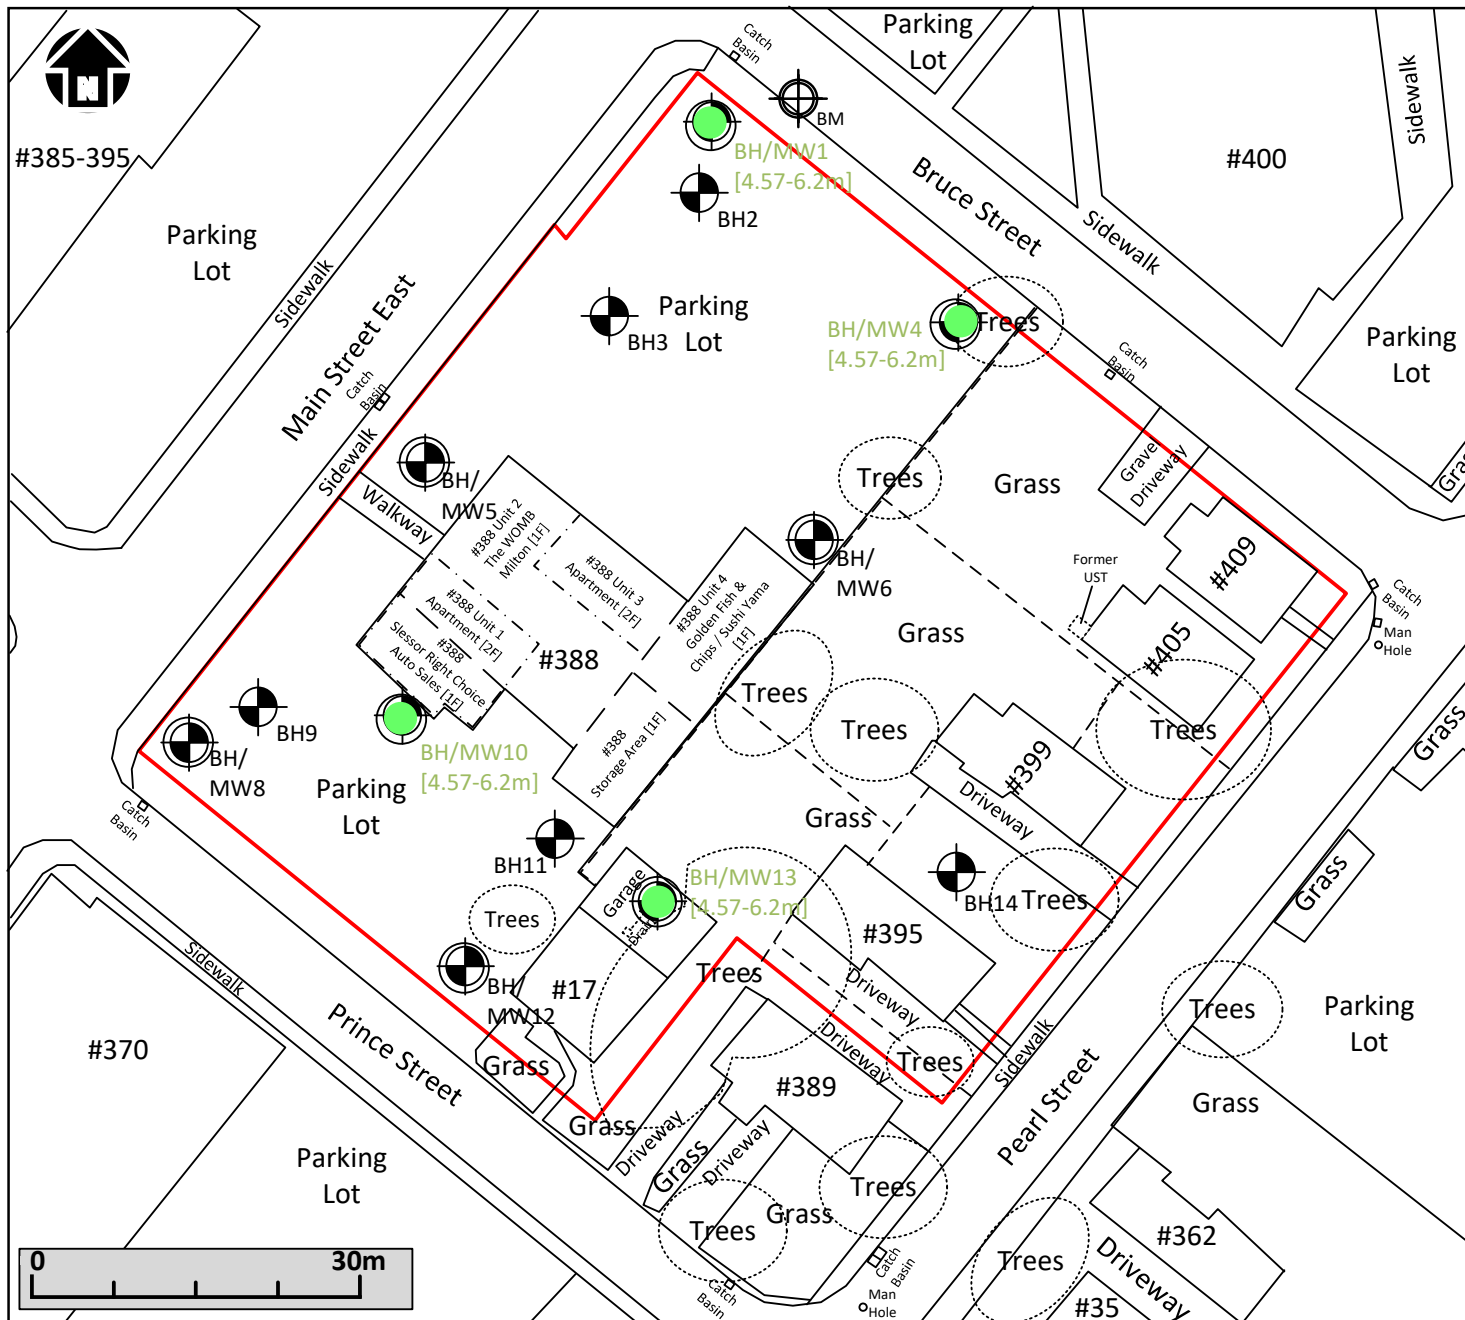 N
Catch
Basin
Parking
Lot
BM
#385-395
BH/MW1
[4.57-6.2m]
BH2
Bruce Street
#400
Sidewalk
Sidewalk
Parking
Lot
Sidewalk
Main Street East
BH3
Parking
Lot
BH/MW4
[4.57-6.2m]
Trees
Catch
Basin
Parking
Lot
Catch
Basin
Sidewalk
BH/
MW5
Walkway
#388 Unit 2
The WOMB
Milton [1F]
#388 Unit 3
Apartment [2F]
#388 Unit 1
Apartment [2F]
#388
Slessor Right Choice
Auto Sales [1F]
#388
#388 Unit 4
Golden Fish &
Chips / Sushi Yama
[1F]
#388
Storage Area [1F]
Trees
Grass
Gravel
Driveway
BH/
MW6
Former
UST
#409
#405
Catch
Basin
Man
Hole
Grass
Trees
Trees
Trees
Grass
BH9
BH/
MW8
BH/MW10
[4.57-6.2m]
Parking
Lot
Catch
Basin
#399
Driveway
Grass
BH11
Garage
Drain
BH/MW13
[4.57-6.2m]
BH14
Trees
Grass
Trees
#395
Driveway
Trees
BH/
MW12
#17
Grass
Sidewalk
Prince Street
#370
Driveway
Trees
#389
Sidewalk
Pearl Street
Trees
Parking
Lot
Grass
Grass
Driveway
Grass
Driveway
Parking
Lot
Trees
Grass
Trees
Catch
Basin
Catch
Basin
Man
Hole
Trees
#362
Driveway
#35
0
30m